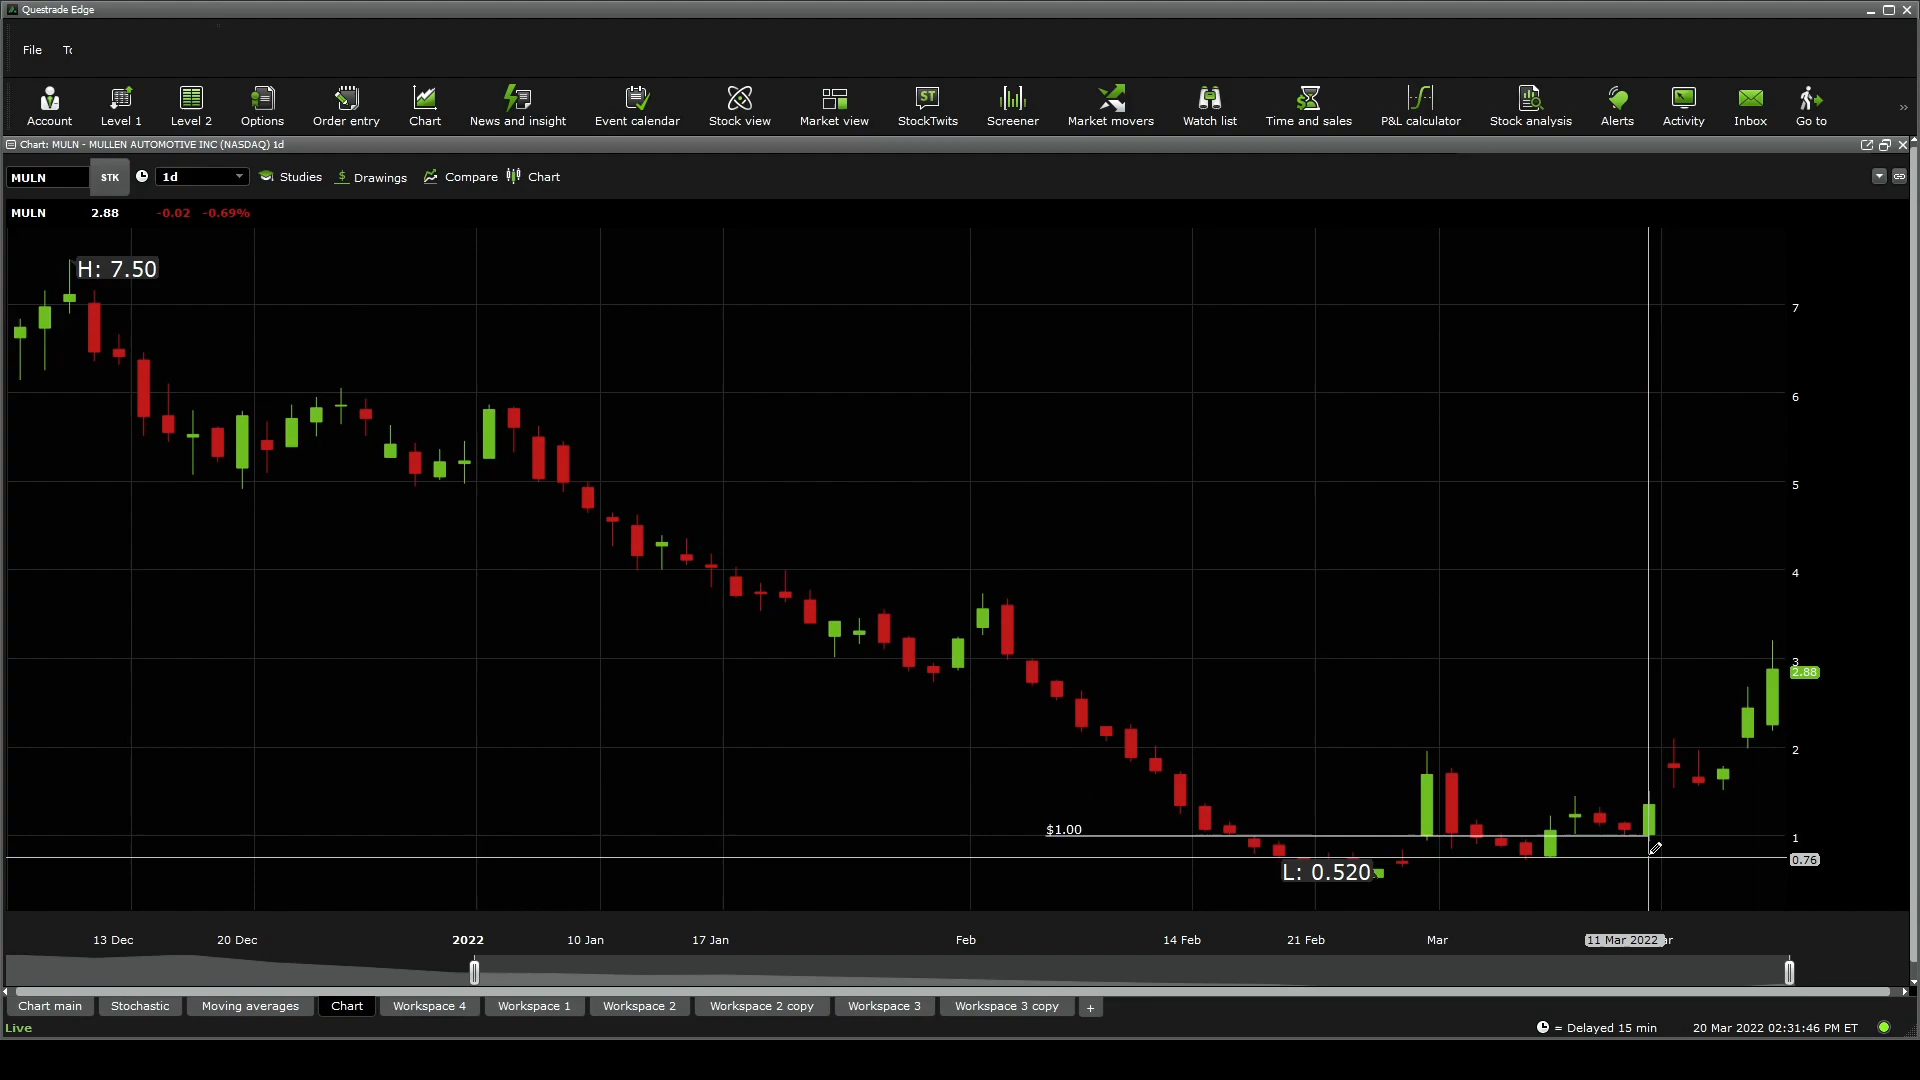 Questrade Edge
File To
Account Level 1 Level 2 Options Order entry Chart News and insight Event calendar Stock view Market view StockTwits Screener Market movers Watch list Time and sales P&L calculator Stock analysis Alerts Activity Inbox Go to
Chart: MULN - MULLEN AUTOMOTIVE INC (NASDAQ) 1d
MULN STK 1d Studies Drawings Compare Chart
MULN 2.88 -0.02 -0.69%
H: 7.50
7
6
5
4
3
2.88
2
$1.00
1
0.76
L: 0.520
13 Dec 20 Dec 2022 10 Jan 17 Jan Feb 14 Feb 21 Feb Mar 11 Mar 2022
Chart main Stochastic Moving averages Chart Workspace 4 Workspace 1 Workspace 2 Workspace 2 copy Workspace 3 Workspace 3 copy +
Live = Delayed 15 min 20 Mar 2022 02:31:46 PM ET